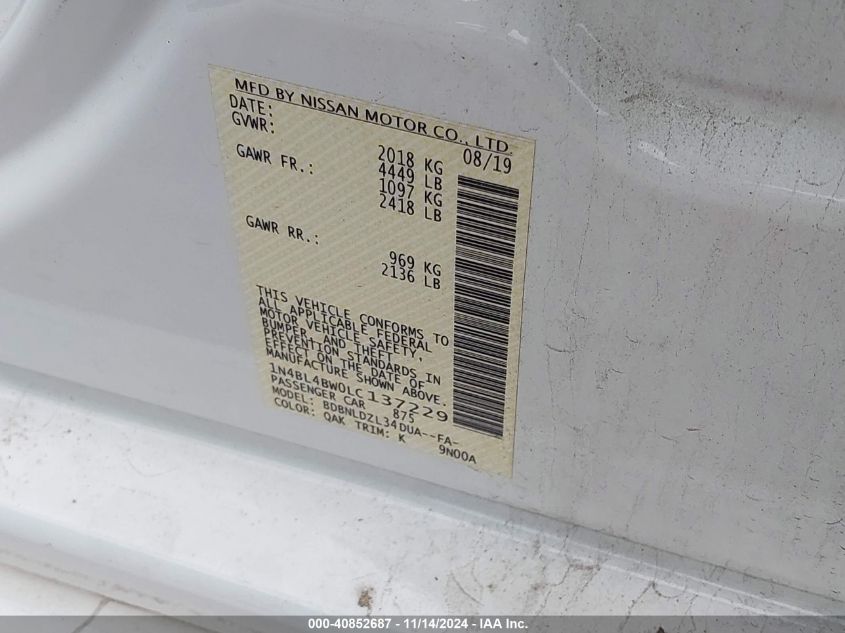 MFD BY NISSAN MOTOR CO., LTD.
DATE: 08/19
GVWR: 2018 KG
4449 LB
GAWR FR.: 1097 KG
2418 LB
GAWR RR.: 969 KG
2136 LB
THIS VEHICLE CONFORMS TO
ALL APPLICABLE FEDERAL
MOTOR VEHICLE SAFETY,
BUMPER, AND THEFT
PREVENTION STANDARDS IN
EFFECT ON THE DATE OF
MANUFACTURE SHOWN ABOVE.
1N4BL4BW0LC137229
PASSENGER CAR 875
MODEL: BDBNLDZL34DUA--FA-
COLOR: QAK TRIM: K 9N00A
000-40852687 - 11/14/2024 - IAA Inc.